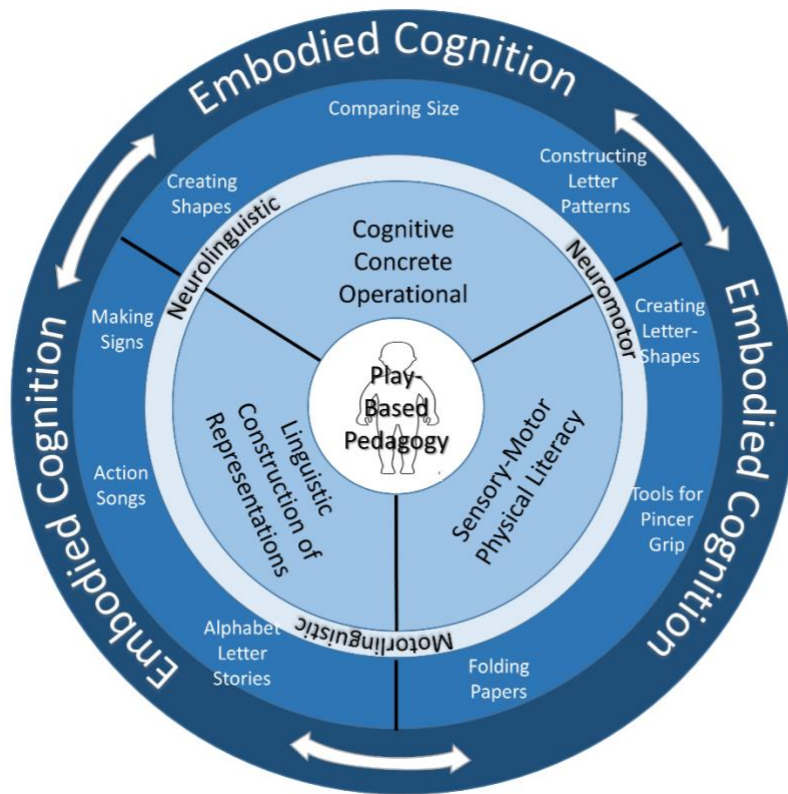 Embodied Cognition
Comparing Size
Creating
Shapes
Constructing
Letter
Patterns
Neurolinguistic
Neuromotor
Cognitive
Concrete
Operational
Making
Signs
Creating
Letter-
Shapes
Play-
Based
Pedagogy
Embodied Cognition
Embodied Cognition
Linguistic
Construction of
Representations
Sensory-Motor
Physical Literacy
Action
Songs
Tools for
Pincer
Grip
Motorlinguistic
Alphabet
Letter
Stories
Folding
Papers